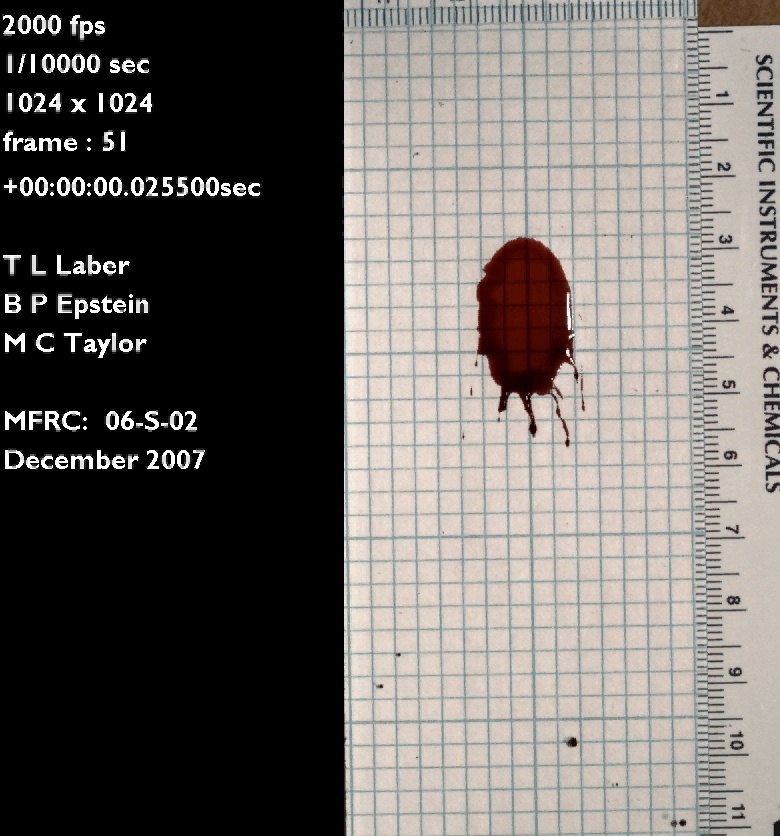 2000 fps
1/10000 sec
1024 x 1024
frame : 51
+00:00:00.025500sec
T L Laber
B P Epstein
M C Taylor
MFRC: 06-S-02
December 2007
SCIENTIFIC INSTRUMENTS & CHEMICALS
1
2
3
4
5
6
7
8
9
10
11